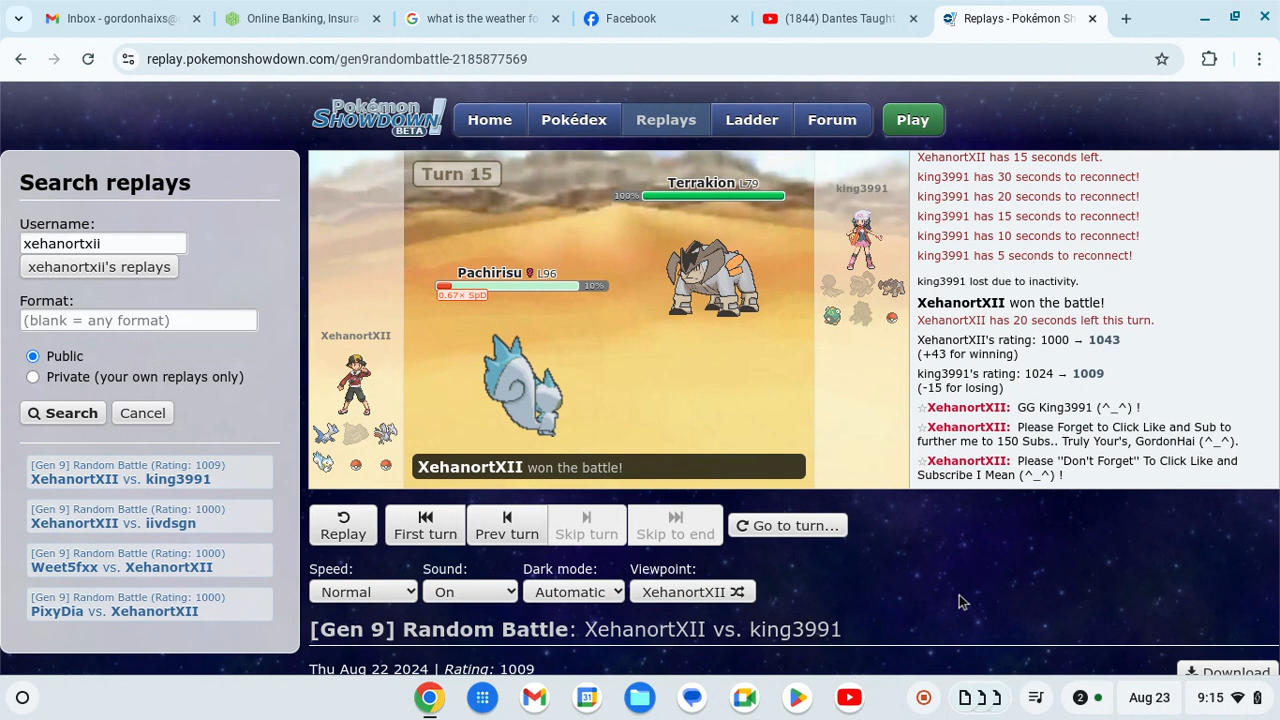 Inbox - gordonhaixs@
Online Banking, Insura
what is the weather fo
Facebook
(1844) Dantes Taught
Replays - Pokémon Sh
replay.pokemonshowdown.com/gen9randombattle-2185877569
Pokémon
SHOWDOWN!
BETA
Home
Pokédex
Replays
Ladder
Forum
Play
Search replays
Username:
xehanortxii
xehanortxii's replays
Format:
(blank = any format)
Public
Private (your own replays only)
Search
Cancel
[Gen 9] Random Battle (Rating: 1009)
XehanortXII vs. king3991
[Gen 9] Random Battle (Rating: 1000)
XehanortXII vs. iivdsgn
[Gen 9] Random Battle (Rating: 1000)
Weet5fxx vs. XehanortXII
[Gen 9] Random Battle (Rating: 1000)
PixyDia vs. XehanortXII
Turn 15
Terrakion L79
100%
king3991
Pachirisu L96
10%
0.67× SpD
XehanortXII
XehanortXII won the battle!
XehanortXII has 15 seconds left.
king3991 has 30 seconds to reconnect!
king3991 has 20 seconds to reconnect!
king3991 has 15 seconds to reconnect!
king3991 has 10 seconds to reconnect!
king3991 has 5 seconds to reconnect!
king3991 lost due to inactivity.
XehanortXII won the battle!
XehanortXII has 20 seconds left this turn.
XehanortXII's rating: 1000 → 1043
(+43 for winning)
king3991's rating: 1024 → 1009
(-15 for losing)
☆XehanortXII: GG King3991 (^_^) !
☆XehanortXII: Please Forget to Click Like and Sub to
further me to 150 Subs.. Truly Your's, GordonHai (^_^).
☆XehanortXII: Please "Don't Forget" To Click Like and
Subscribe I Mean (^_^) !
Replay
First turn
Prev turn
Skip turn
Skip to end
Go to turn...
Speed:
Sound:
Dark mode:
Viewpoint:
Normal
On
Automatic
XehanortXII
[Gen 9] Random Battle: XehanortXII vs. king3991
Thu Aug 22 2024 | Rating: 1009
Download
31
2
Aug 23
9:15